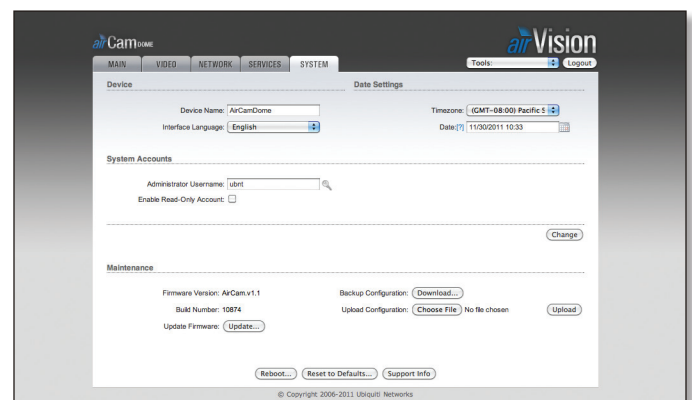 airCam DOME
airVision
MAIN VIDEO NETWORK SERVICES SYSTEM
Tools: Logout
Device
Device Name: AirCamDome
Interface Language: English
Date Settings
Timezone: (GMT-08:00) Pacific S
Date:[?] 11/30/2011 10:33
System Accounts
Administrator Username: ubnt
Enable Read-Only Account:
Change
Maintenance
Firmware Version: AirCam.v1.1
Build Number: 10874
Update Firmware: Update...
Backup Configuration: Download...
Upload Configuration: Choose File No file chosen Upload
Reboot... Reset to Defaults... Support Info
© Copyright 2006-2011 Ubiquiti Networks